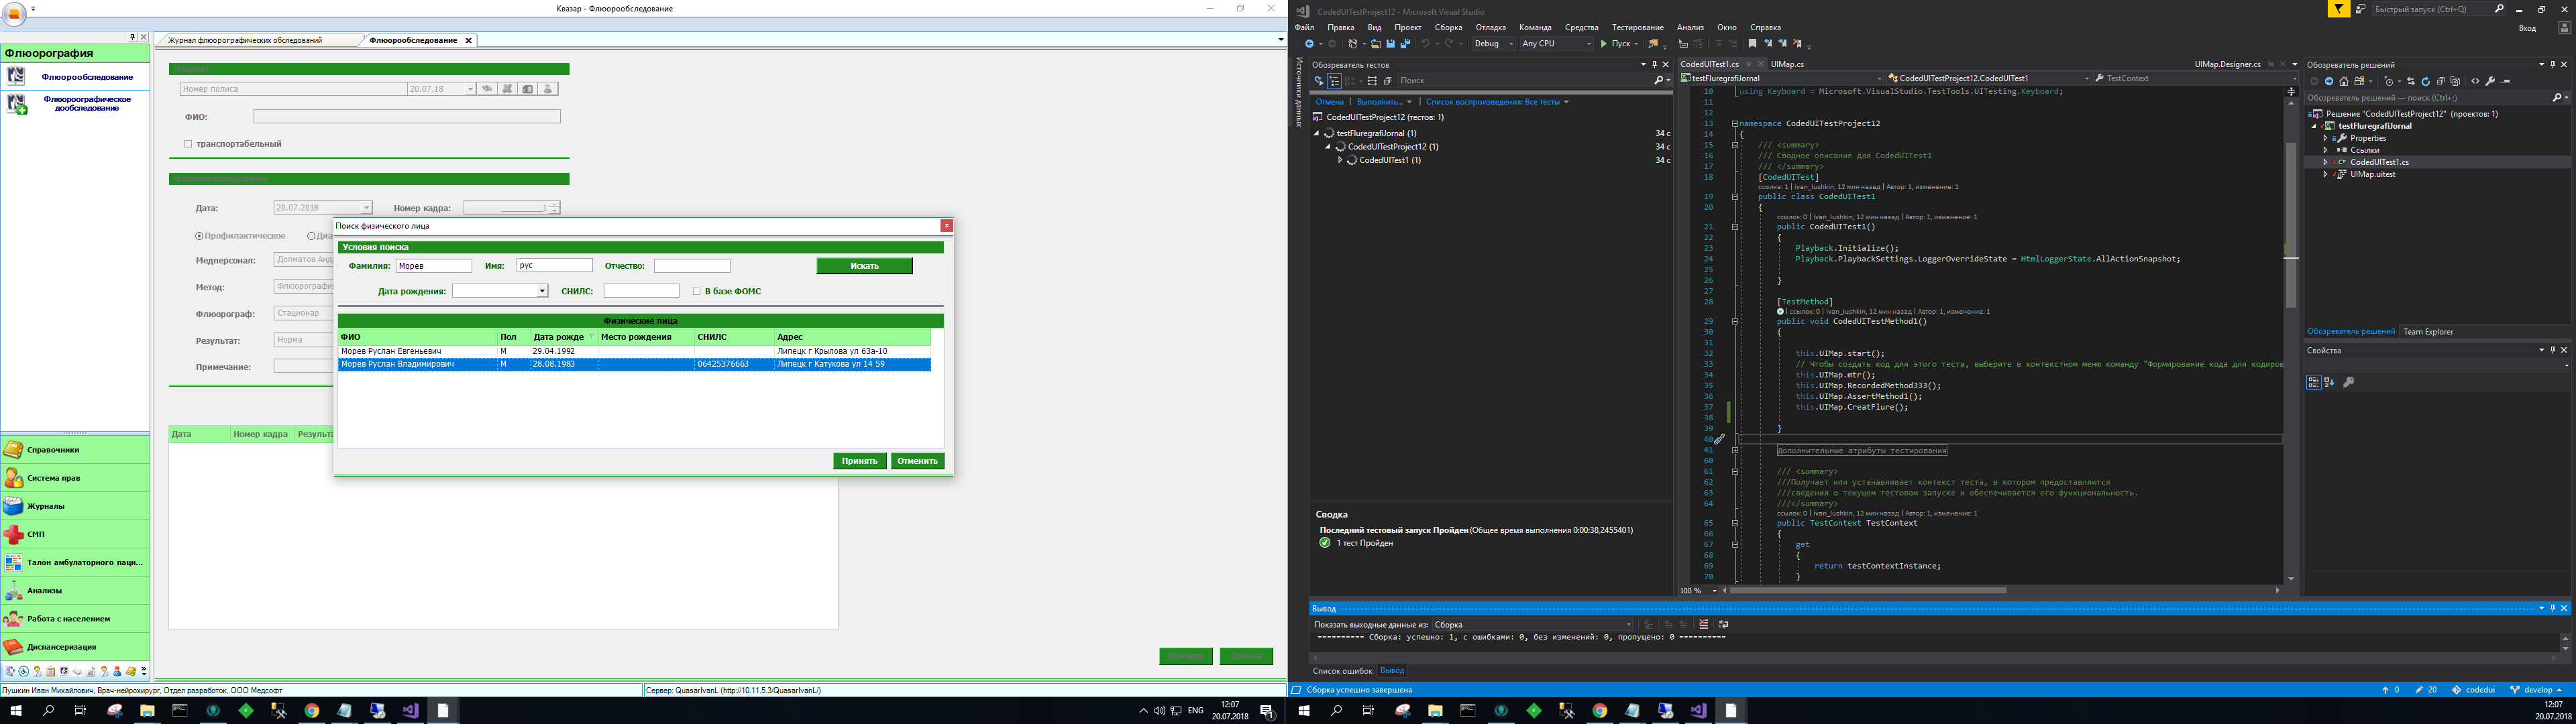 Квазар - Флюорообследование
Флюорография
Флюорообследование
Флюороографическое
дообследование
Справочники
Система прав
Журналы
СМП
Талон амбулаторного паци...
Анализы
Работа с населением
Диспансеризация
Журнал флюорографических обследований
Флюорообследование
Номер полиса
20.07.18
ФИО:
транспортабельный
Дата:
20.07.2018
Номер кадра:
1
Профилактическое
Диа
Медперсонал:
Долматов Анд
Метод:
Флюорография
Флюорограф:
Стационар
Результат:
Норма
Примечание:
Дата
Номер кадра
Результа
Поиск физического лица
Условия поиска
Фамилия:
Морев
Имя:
рус
Отчество:
Искать
Дата рождения:
СНИЛС:
В базе ФОМС
Физические лица
ФИО Пол Дата рожде Место рождения СНИЛС Адрес
Морев Руслан Евгеньевич М 29.04.1992 Липецк г Крылова ул 63а-10
Морев Руслан Владимирович М 28.08.1983 06425376663 Липецк г Катукова ул 14 59
Принять
Отменить
Лушкин Иван Михайлович, Врач-нейрохирург, Отдел разработок, ООО Медсофт
Сервер: QuasarIvanL (http://10.11.5.3/QuasarIvanL/)
ENG
12:07
20.07.2018
CodedUITestProject12 - Microsoft Visual Studio
Быстрый запуск (Ctrl+Q)
Файл Правка Вид Проект Сборка Отладка Команда Средства Тестирование Анализ Окно Справка
Вход
Debug
Any CPU
Пуск
Источники данных
Обозреватель тестов
Поиск
Отмена | Выполнить... | Список воспроизведения: Все тесты
CodedUITestProject12 (тестов: 1)
testFluregrafiJornal (1) 34 с
CodedUITestProject12 (1) 34 с
CodedUITest1 (1) 34 с
Сводка
Последний тестовый запуск Пройден (Общее время выполнения 0:00:38,2455401)
1 тест Пройден
CodedUITest1.cs
UIMap.cs
UIMap.Designer.cs
testFluregrafiJornal
CodedUITestProject12.CodedUITest1
TestContext
10 using Keyboard = Microsoft.VisualStudio.TestTools.UITesting.Keyboard;
11
12
13 namespace CodedUITestProject12
14 {
15 /// <summary>
16 /// Сводное описание для CodedUITest1
17 /// </summary>
18 [CodedUITest]
ссылка: 1 | ivan_lushkin, 12 мин назад | Автор: 1, изменение: 1
19 public class CodedUITest1
20 {
ссылок: 0 | ivan_lushkin, 12 мин назад | Автор: 1, изменение: 1
21 public CodedUITest1()
22 {
23 Playback.Initialize();
24 Playback.PlaybackSettings.LoggerOverrideState = HtmlLoggerState.AllActionSnapshot;
25
26 }
27
28 [TestMethod]
ссылок: 0 | ivan_lushkin, 12 мин назад | Автор: 1, изменение: 1
29 public void CodedUITestMethod1()
30 {
31
32 this.UIMap.start();
33 // Чтобы создать код для этого теста, выберите в контекстном меню команду "Формирование кода для кодиров
34 this.UIMap.mtr();
35 this.UIMap.RecordedMethod333();
36 this.UIMap.AssertMethod1();
37 this.UIMap.CreatFlure();
38
39 }
40
41 Дополнительные атрибуты тестирования
60
61 /// <summary>
62 ///Получает или устанавливает контекст теста, в котором предоставляются
63 ///сведения о текущем тестовом запуске и обеспечивается его функциональность.
64 ///</summary>
ссылок: 0 | ivan_lushkin, 12 мин назад | Автор: 1, изменение: 1
65 public TestContext TestContext
66 {
67 get
68 {
69 return testContextInstance;
70 }
100 %
Вывод
Показать выходные данные из: Сборка
========== Сборка: успешно: 1, с ошибками: 0, без изменений: 0, пропущено: 0 ==========
Список ошибок
Вывод
Обозреватель решений
Обозреватель решений — поиск (Ctrl+;)
Решение "CodedUITestProject12" (проектов: 1)
testFluregrafiJornal
Properties
Ссылки
CodedUITest1.cs
UIMap.uitest
Обозреватель решений
Team Explorer
Свойства
Сборка успешно завершена
0
20
codedui
develop
12:07
20.07.2018